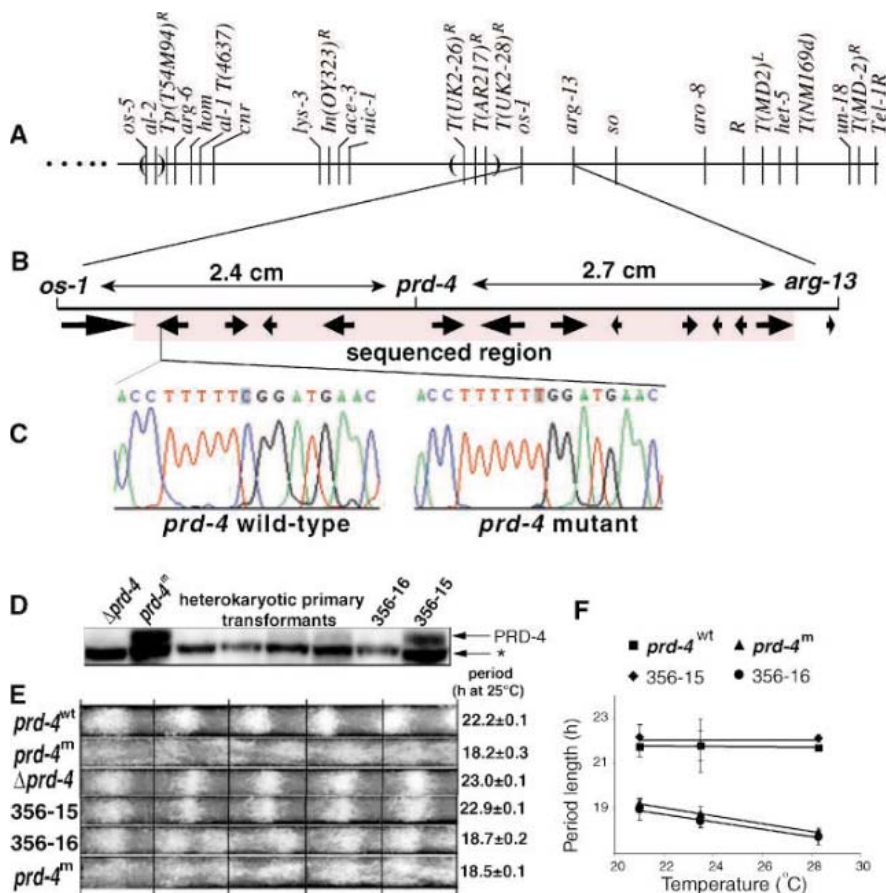 A
os-5
al-2
Tp(T54M94)ᴿ
arg-6
hom
al-1 T(4637)
cnr
lys-3
In(OY323)ᴿ
ace-3
nic-1
T(UK2-26)ᴿ
T(AR217)ᴿ
T(UK2-28)ᴿ
os-1
arg-13
so
aro-8
R
T(MD2)ᴸ
het-5
T(NM169d)
un-18
T(MD-2)ᴿ
Tel-1R
B
os-1
2.4 cm
prd-4
2.7 cm
arg-13
sequenced region
C
A C C T T T T T C G G A T G A A C
A C C T T T T T T G G A T G A A C
prd-4 wild-type
prd-4 mutant
D
Δprd-4
prd-4ᵐ
heterokaryotic primary
transformants
356-16
356-15
PRD-4
*
E
period
(h at 25°C)
prd-4ʷᵗ 22.2±0.1
prd-4ᵐ 18.2±0.3
Δprd-4 23.0±0.1
356-15 22.9±0.1
356-16 18.7±0.2
prd-4ᵐ 18.5±0.1
F
■ prd-4ʷᵗ ▲ prd-4ᵐ
◆ 356-15 ● 356-16
Period length (h)
22
21
19
20 22 24 26 28 30
Temperature (°C)